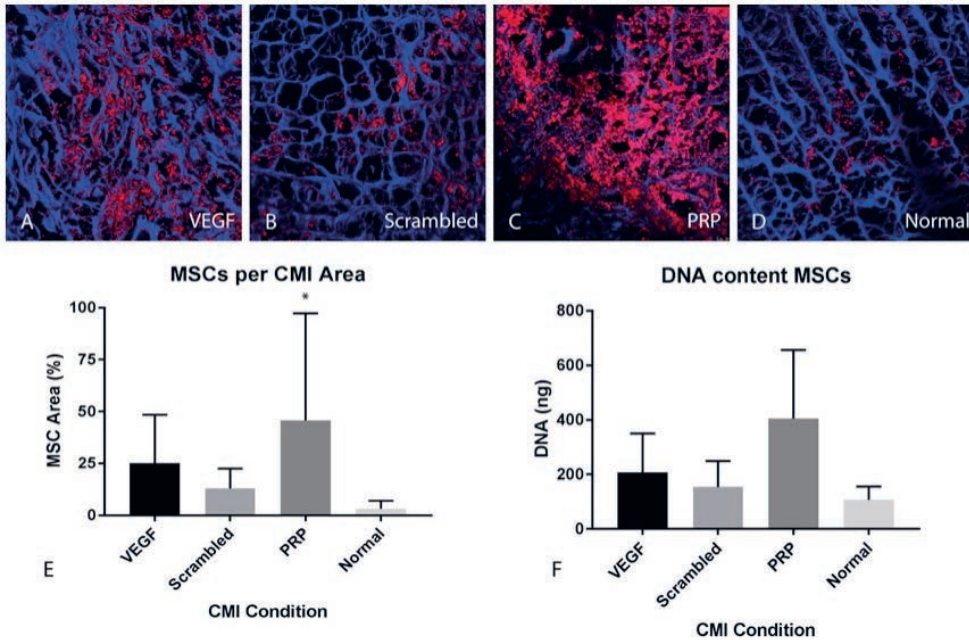 A VEGF
B Scrambled
C PRP
D Normal
MSCs per CMI Area
100
75
50
25
0
MSC Area (%)
*
VEGF
Scrambled
PRP
Normal
CMI Condition
E
DNA content MSCs
800
600
400
200
0
DNA (ng)
VEGF
Scrambled
PRP
Normal
CMI Condition
F